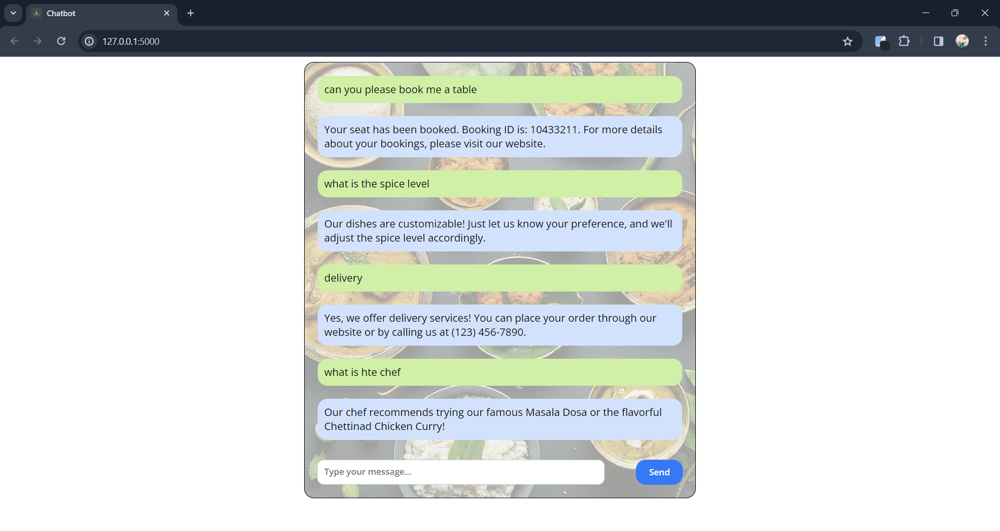 Chatbot
127.0.0.1:5000
can you please book me a table
Your seat has been booked. Booking ID is: 10433211. For more details
about your bookings, please visit our website.
what is the spice level
Our dishes are customizable! Just let us know your preference, and we'll
adjust the spice level accordingly.
delivery
Yes, we offer delivery services! You can place your order through our
website or by calling us at (123) 456-7890.
what is hte chef
Our chef recommends trying our famous Masala Dosa or the flavorful
Chettinad Chicken Curry!
Type your message...
Send